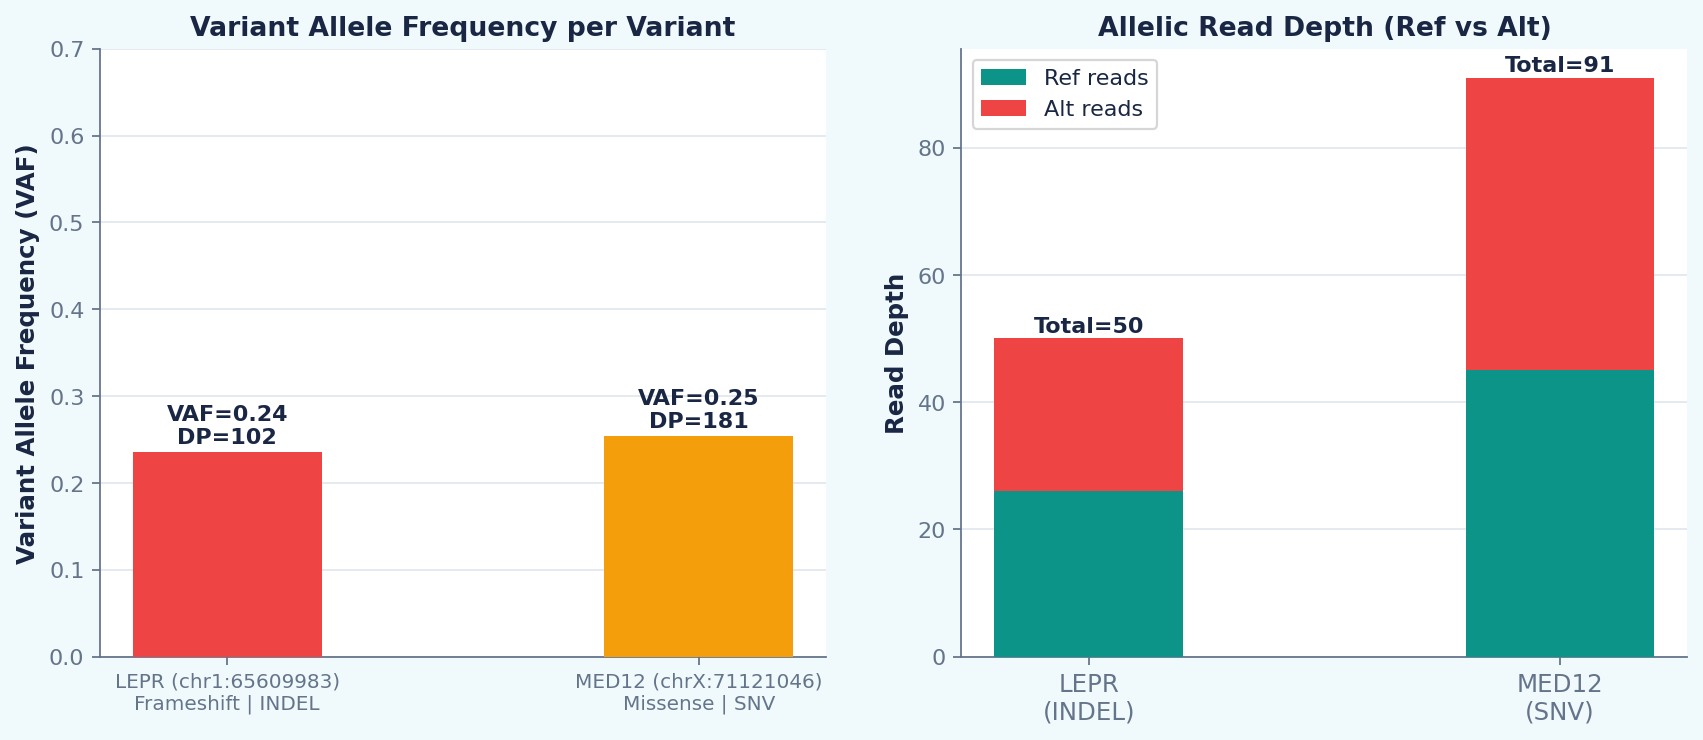 Variant Allele Frequency per Variant
Variant Allele Frequency (VAF)
0.7
0.6
0.5
0.4
0.3
0.2
0.1
0.0
VAF=0.24
DP=102
VAF=0.25
DP=181
LEPR (chr1:65609983)
Frameshift | INDEL
MED12 (chrX:71121046)
Missense | SNV
Allelic Read Depth (Ref vs Alt)
Ref reads
Alt reads
Read Depth
80
60
40
20
0
Total=50
Total=91
LEPR
(INDEL)
MED12
(SNV)